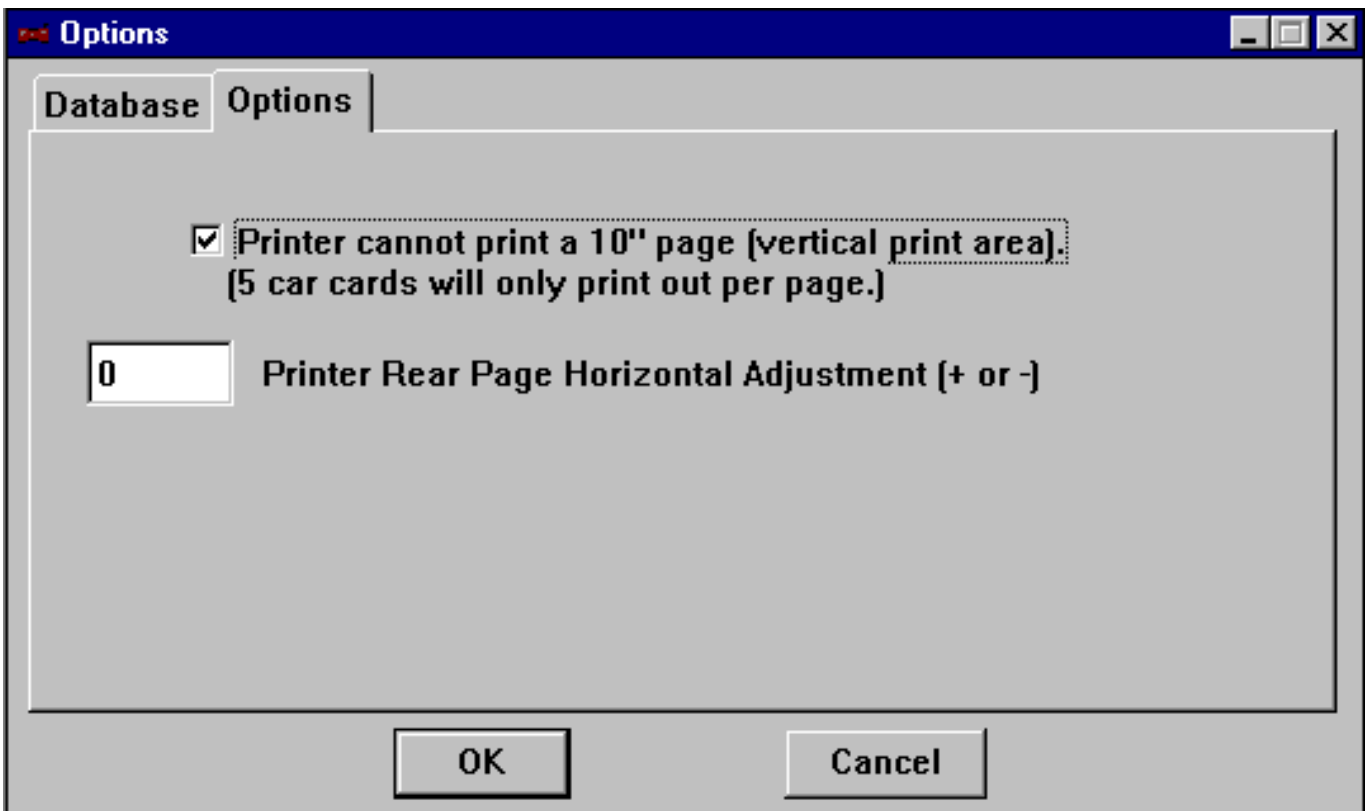 Options
Database
Options
Printer cannot print a 10" page (vertical print area).
(5 car cards will only print out per page.)
0
Printer Rear Page Horizontal Adjustment (+ or -)
OK
Cancel